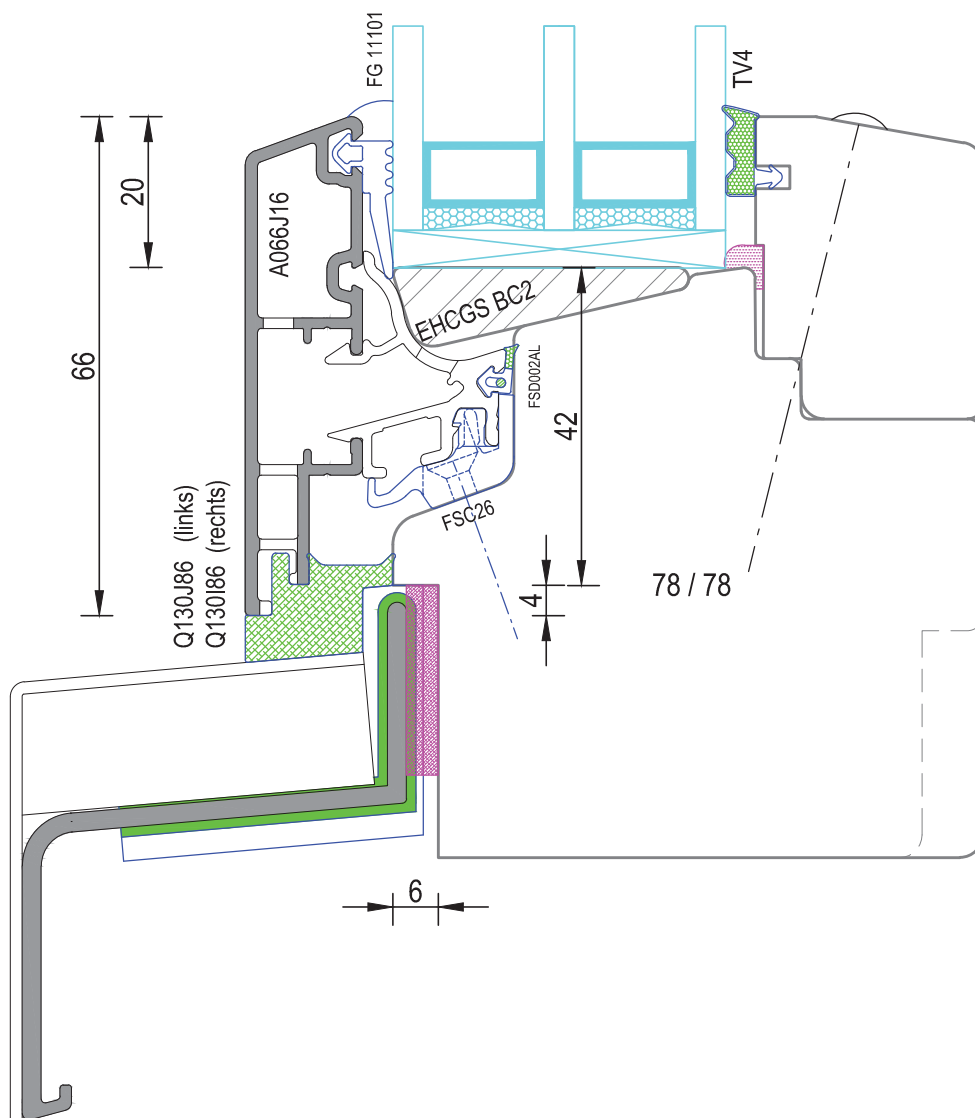 FG 11101
TV4
20
A066J16
EHCGS BC2
66
FSD002AL
42
FSC26
Q130J86 (links)
Q130I86 (rechts)
4
78 / 78
6